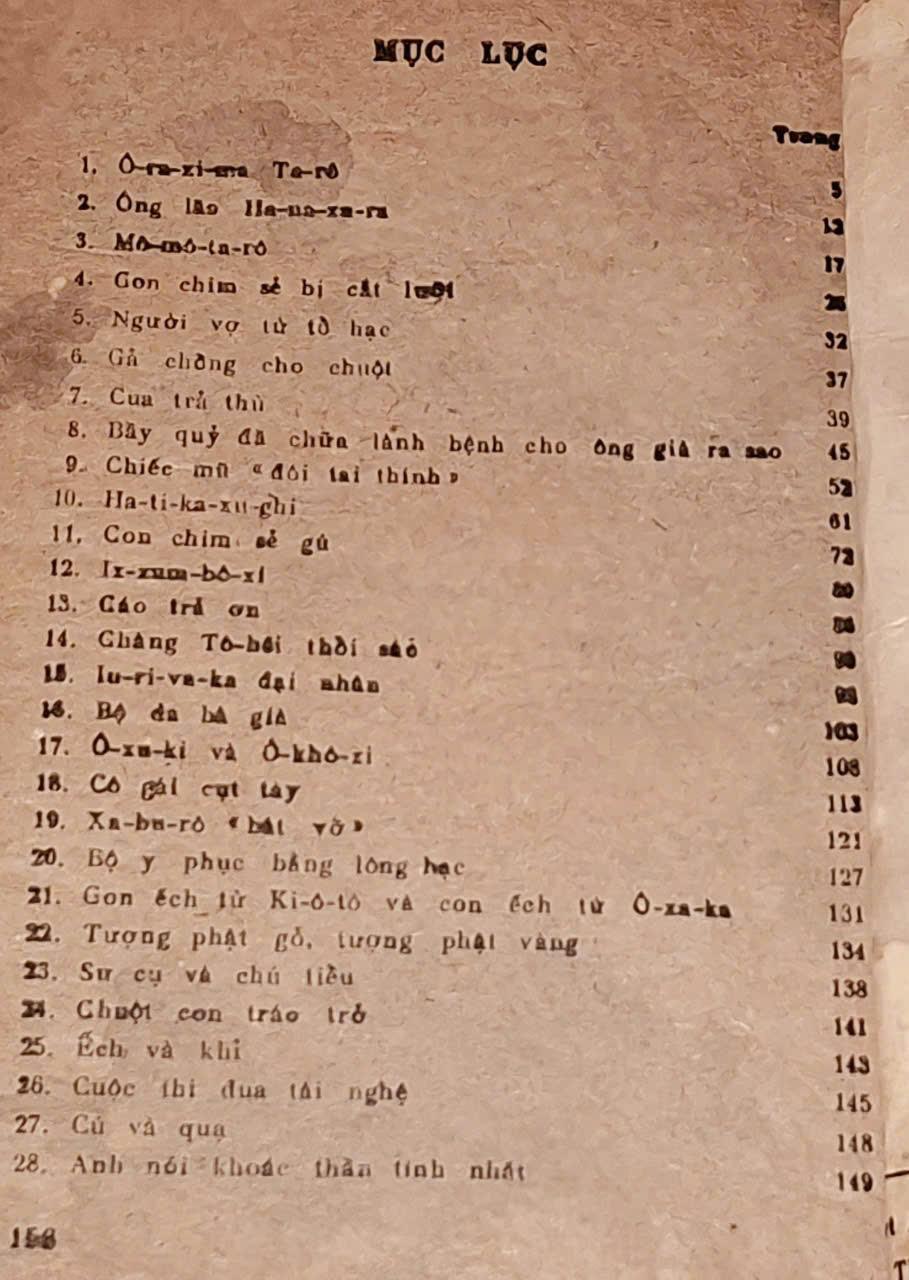 MỤC LỤC
Trang
1. Ô-ra-xi-ma Ta-rô 5
2. Ông lão Ha-na-xa-ra 12
3. Mô-mô-ta-rô 17
4. Con chim sẻ bị cắt lưỡi
5. Người vợ từ tổ hạc 32
6. Gả chồng cho chuột 37
7. Cua trả thù 39
8. Bầy quỷ đã chữa lành bệnh cho ông già ra sao 45
9. Chiếc mũ «đôi tai thính» 52
10. Ha-ti-ka-xu-ghi 61
11. Con chim sẻ gù 72
12. Ix-xum-bô-xi 80
13. Cáo trả ơn
14. Chàng Tô-hêi thổi sáo
15. Iu-ri-va-ka đại nhân
16. Bộ da bà già 103
17. Ô-xu-ki và Ô-khô-xi 108
18. Cô gái cụt tay 113
19. Xa-bu-rô «bát vỡ» 121
20. Bộ y phục bằng lông hạc 127
21. Con ếch từ Ki-ô-tô và con ếch từ Ô-xa-ka 131
22. Tượng phật gỗ, tượng phật vàng 134
23. Sư cụ và chú tiểu 138
24. Chuột con tráo trở 141
25. Ếch và khỉ 143
26. Cuộc thi đua tài nghệ 145
27. Cú và quạ 148
28. Anh nói khoác thần tình nhất 149